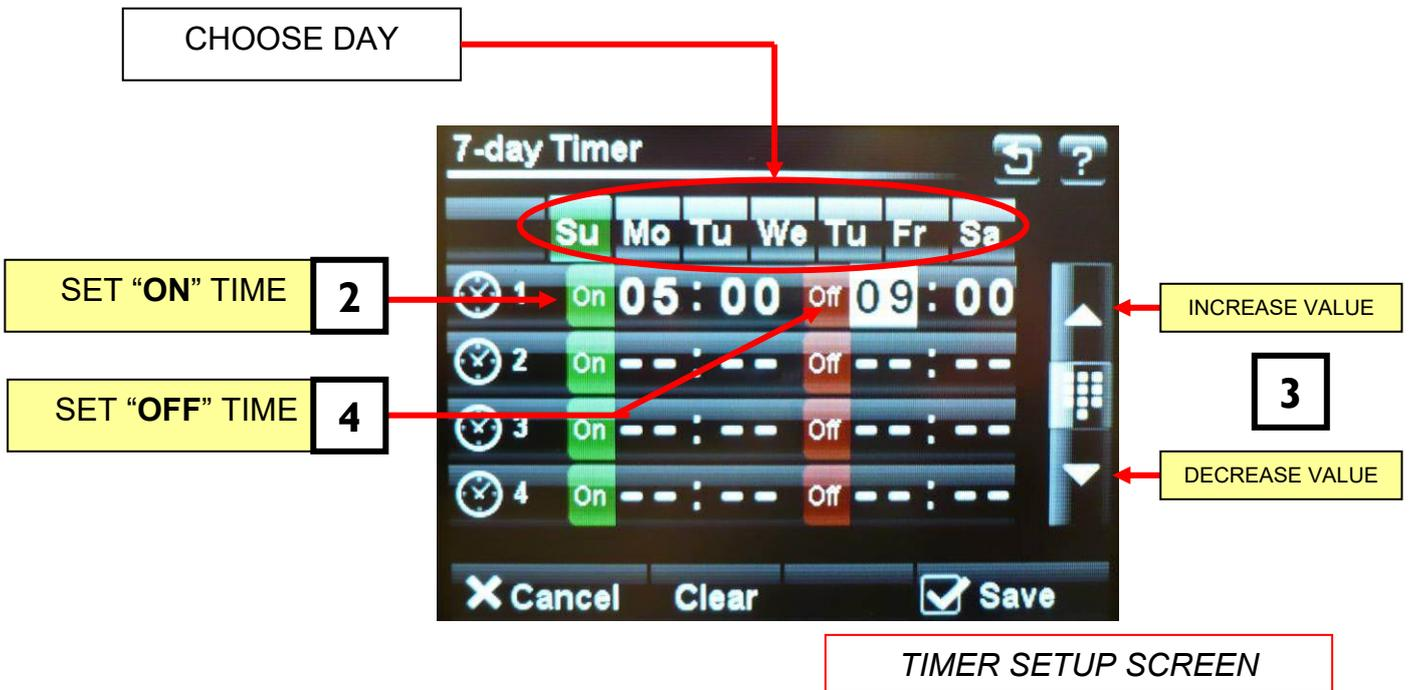 CHOOSE DAY
7-day Timer ?
Su Mo Tu We Tu Fr Sa
SET “ON” TIME 2
1 On 05:00 Off 09:00
INCREASE VALUE
2 On --:-- Off --:--
3
SET “OFF” TIME 4
3 On --:-- Off --:--
DECREASE VALUE
4 On --:-- Off --:--
Cancel Clear Save
TIMER SETUP SCREEN